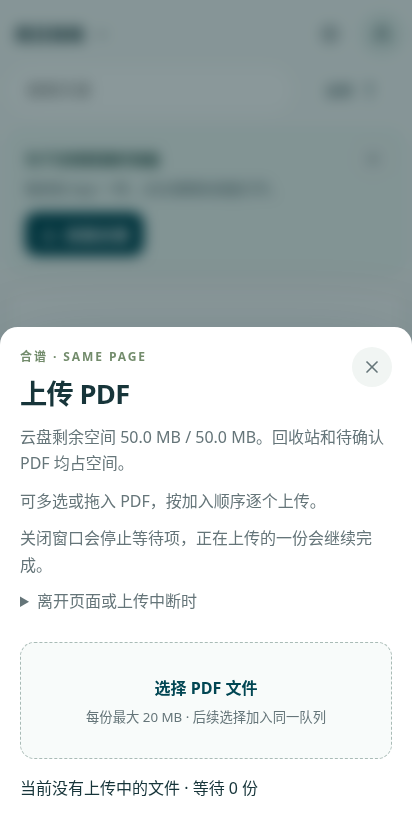 合谱 · SAME PAGE
上传 PDF
云盘剩余空间 50.0 MB / 50.0 MB。回收站和待确认
PDF 均占空间。
可多选或拖入 PDF，按加入顺序逐个上传。
关闭窗口会停止等待项，正在上传的一份会继续完
成。
▶ 离开页面或上传中断时
选择 PDF 文件
每份最大 20 MB · 后续选择加入同一队列
当前没有上传中的文件 · 等待 0 份